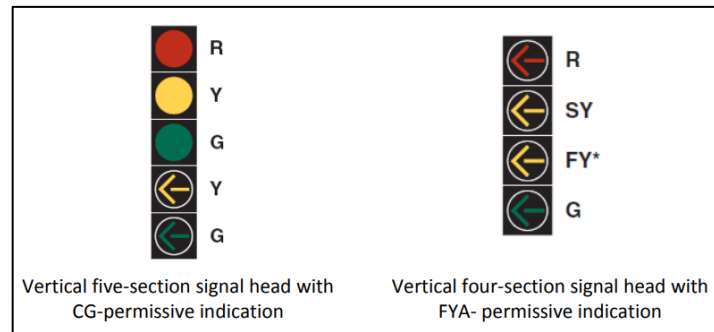 R
Y
G
Y
G
Vertical five-section signal head with
CG-permissive indication
R
SY
FY*
G
Vertical four-section signal head with
FYA- permissive indication